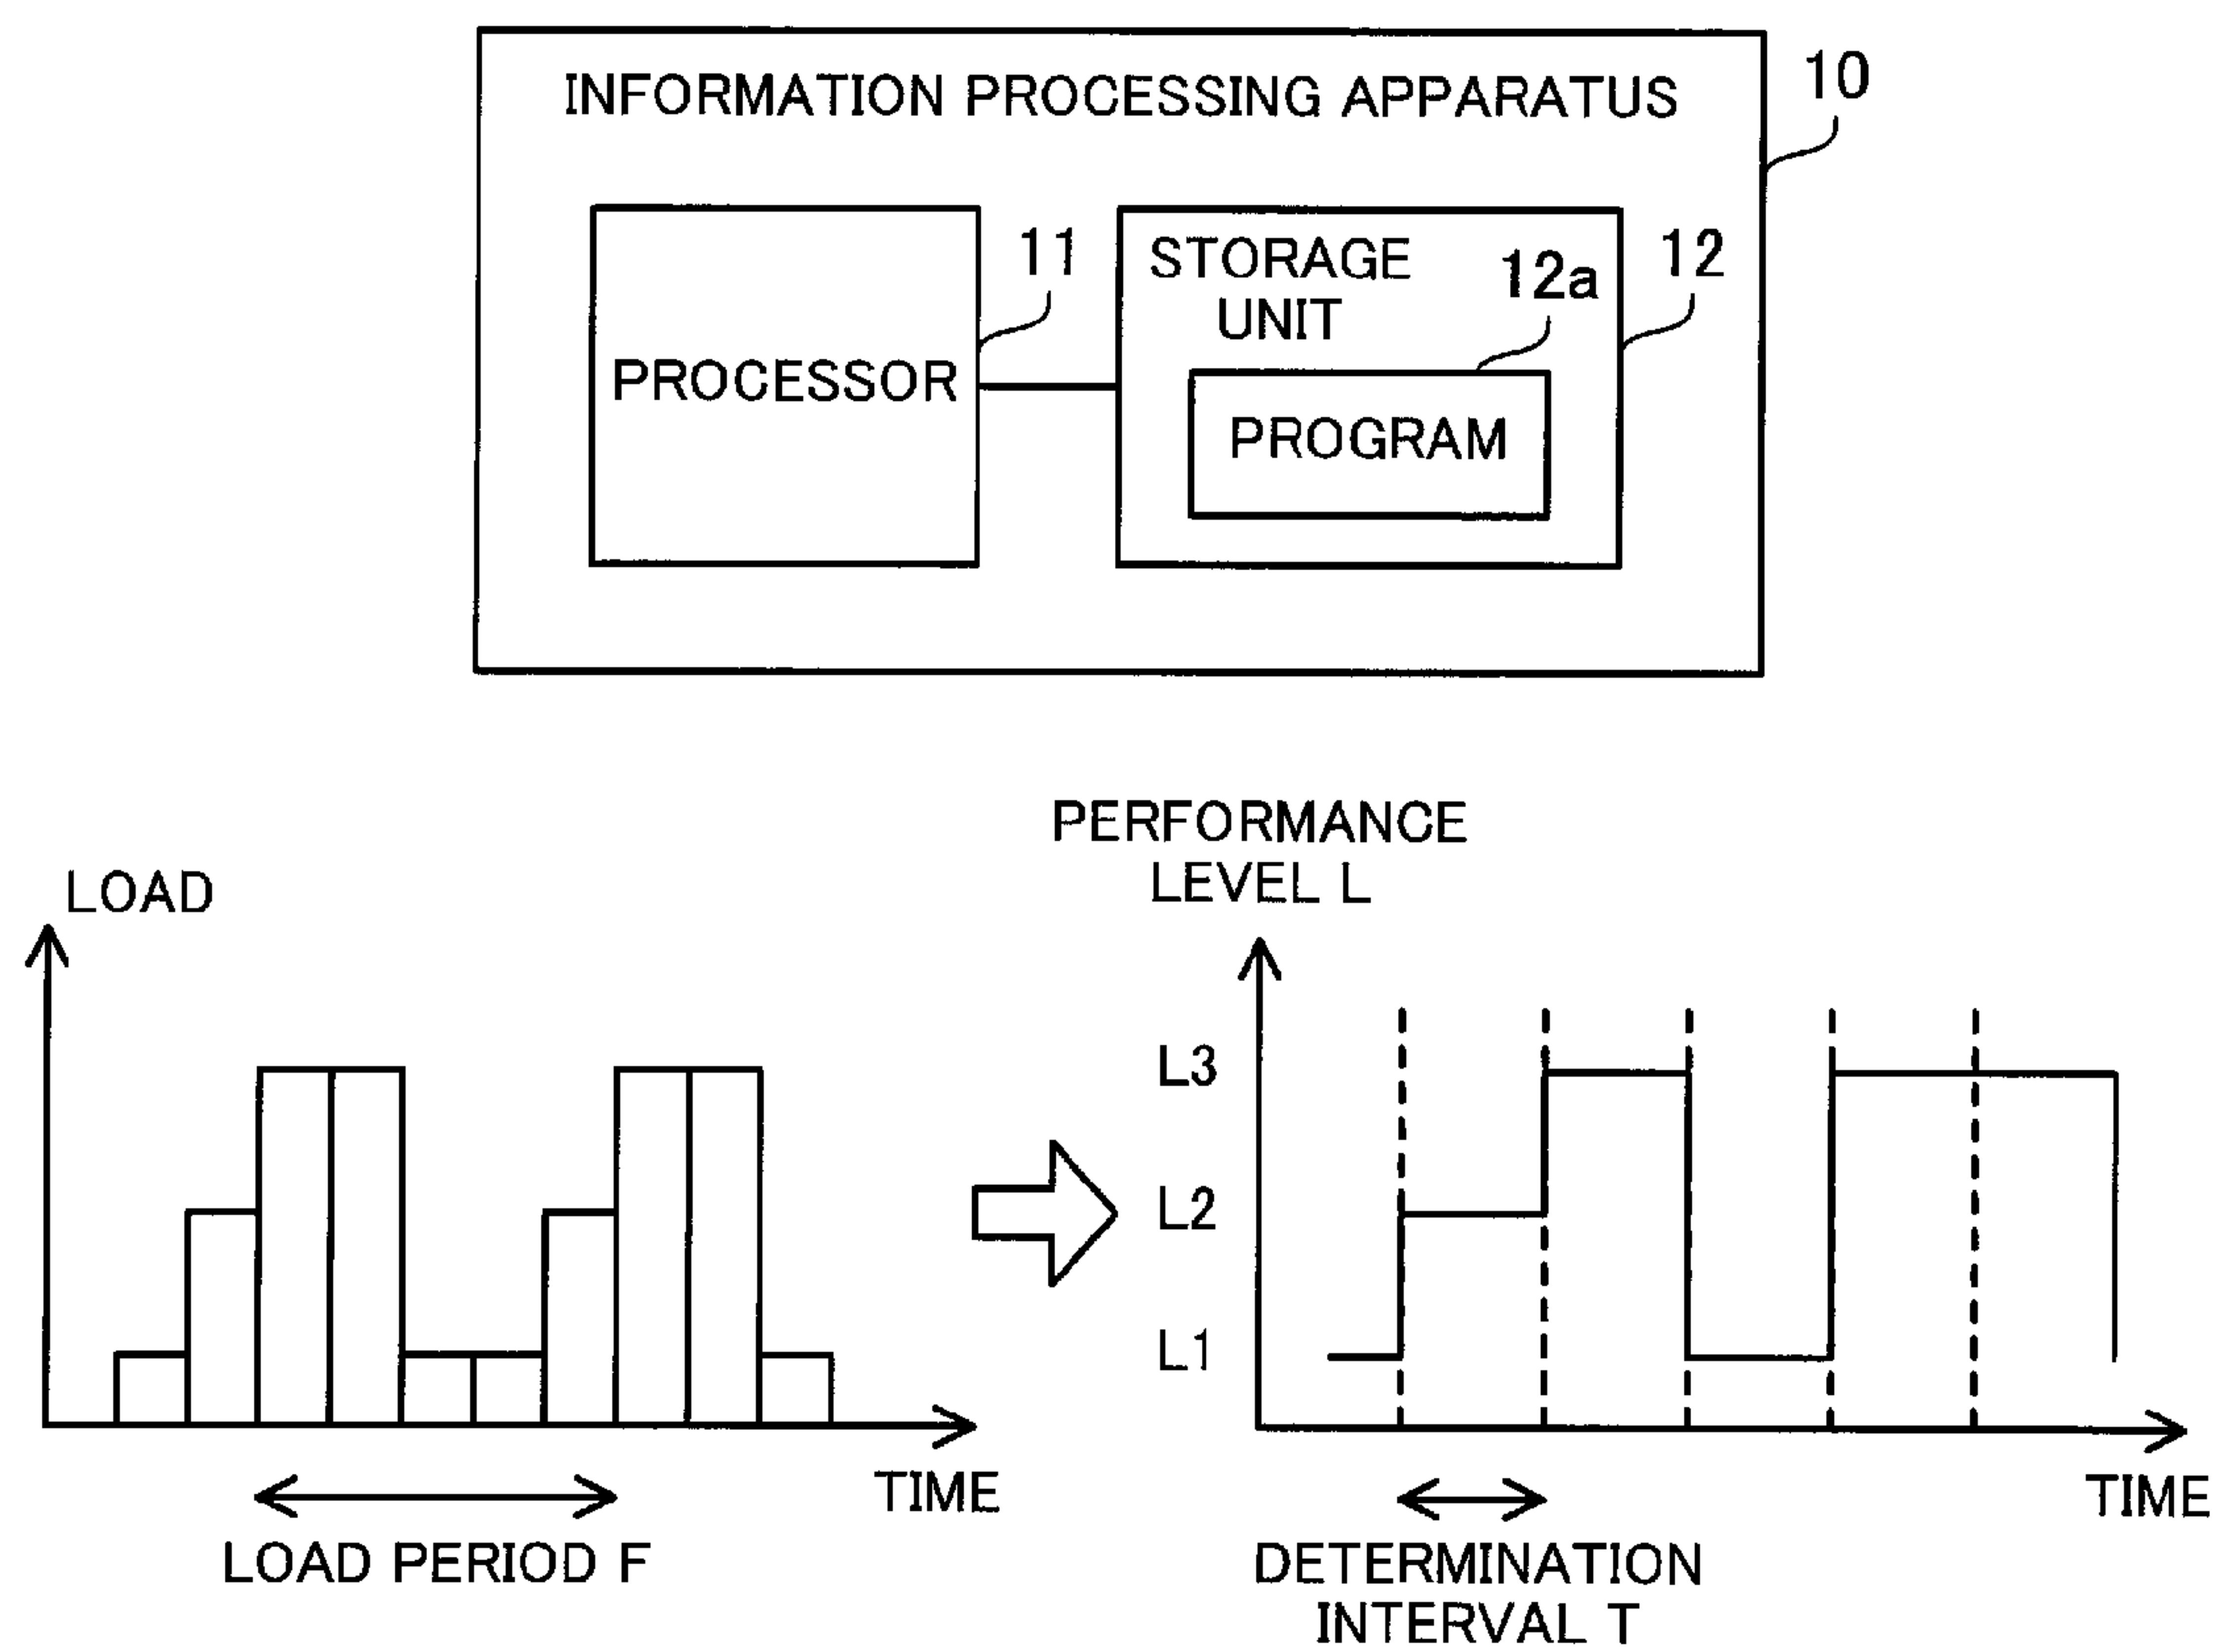 INFORMATION PROCESSING APPARATUS
10
11
STORAGE
UNIT
12a
12
PROCESSOR
PROGRAM
PERFORMANCE
LEVEL L
LOAD
L3
L2
L1
TIME
TIME
LOAD PERIOD F
DETERMINATION
INTERVAL T